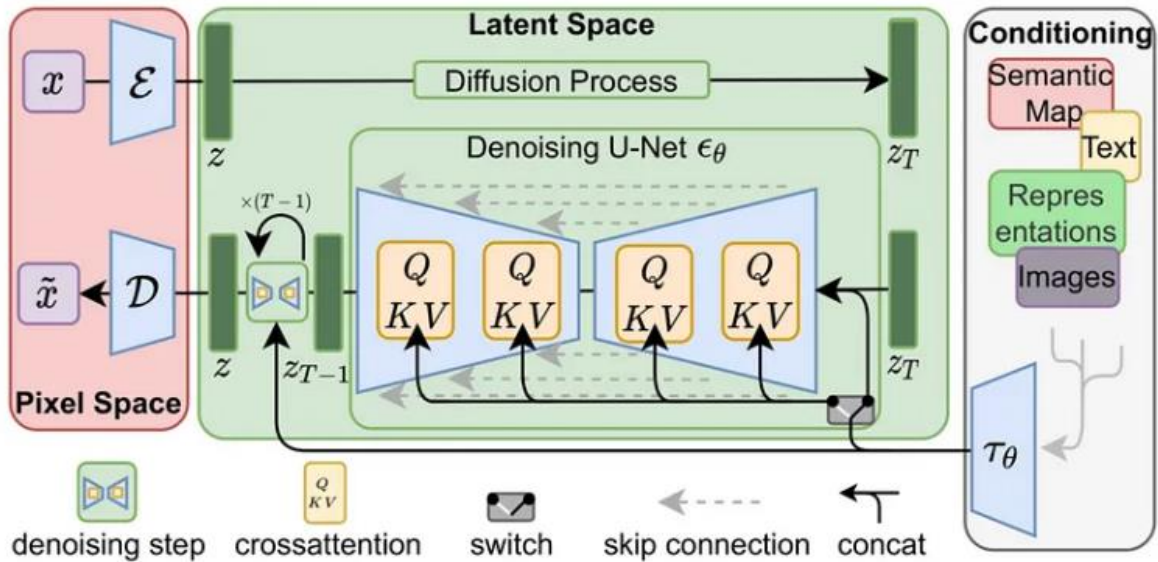 Latent Space
Conditioning
x
ℰ
Diffusion Process
z
z_T
Semantic
Map
Text
Denoising U-Net ϵ_θ
×(T−1)
Repres
entations
Images
x̃
𝒟
Q
KV
Q
KV
Q
KV
Q
KV
z
z_{T−1}
z_T
Pixel Space
τ_θ
Q
KV
denoising step
crossattention
switch
skip connection
concat